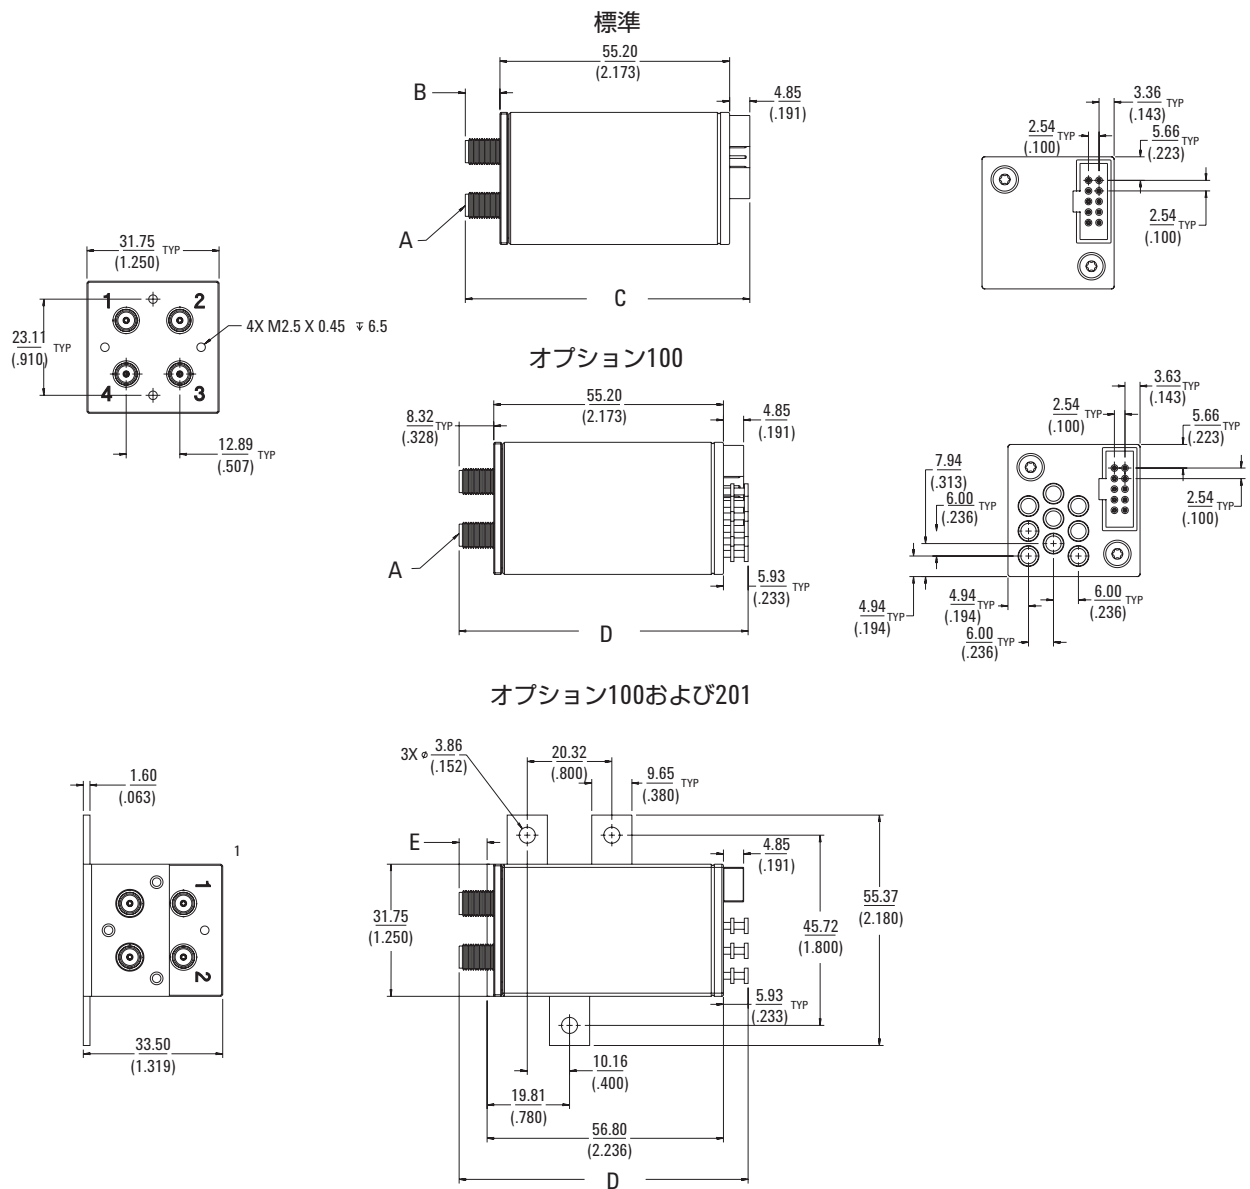 標準
55.20
(2.173)
B
4.85
(.191)
A
C
3.36 TYP
(.143)
2.54 TYP
(.100)
5.66 TYP
(.223)
2.54 TYP
(.100)
31.75 TYP
(1.250)
1 2
23.11 TYP
(.910)
4X M2.5 X 0.45 ↧ 6.5
4 3
12.89 TYP
(.507)
オプション100
55.20
(2.173)
8.32 TYP
(.328)
4.85
(.191)
A
5.93 TYP
(.233)
D
3.63 TYP
(.143)
2.54 TYP
(.100)
5.66 TYP
(.223)
7.94 TYP
(.313)
6.00 TYP
(.236)
2.54 TYP
(.100)
4.94 TYP
(.194)
4.94 TYP
(.194)
6.00 TYP
(.236)
6.00 TYP
(.236)
オプション100および201
1.60
(.063)
1
1
2
33.50
(1.319)
3X ⌀ 3.86
(.152)
20.32
(.800)
9.65 TYP
(.380)
E
4.85
(.191)
31.75
(1.250)
45.72
(1.800)
55.37
(2.180)
5.93 TYP
(.233)
10.16
(.400)
19.81
(.780)
56.80
(2.236)
D